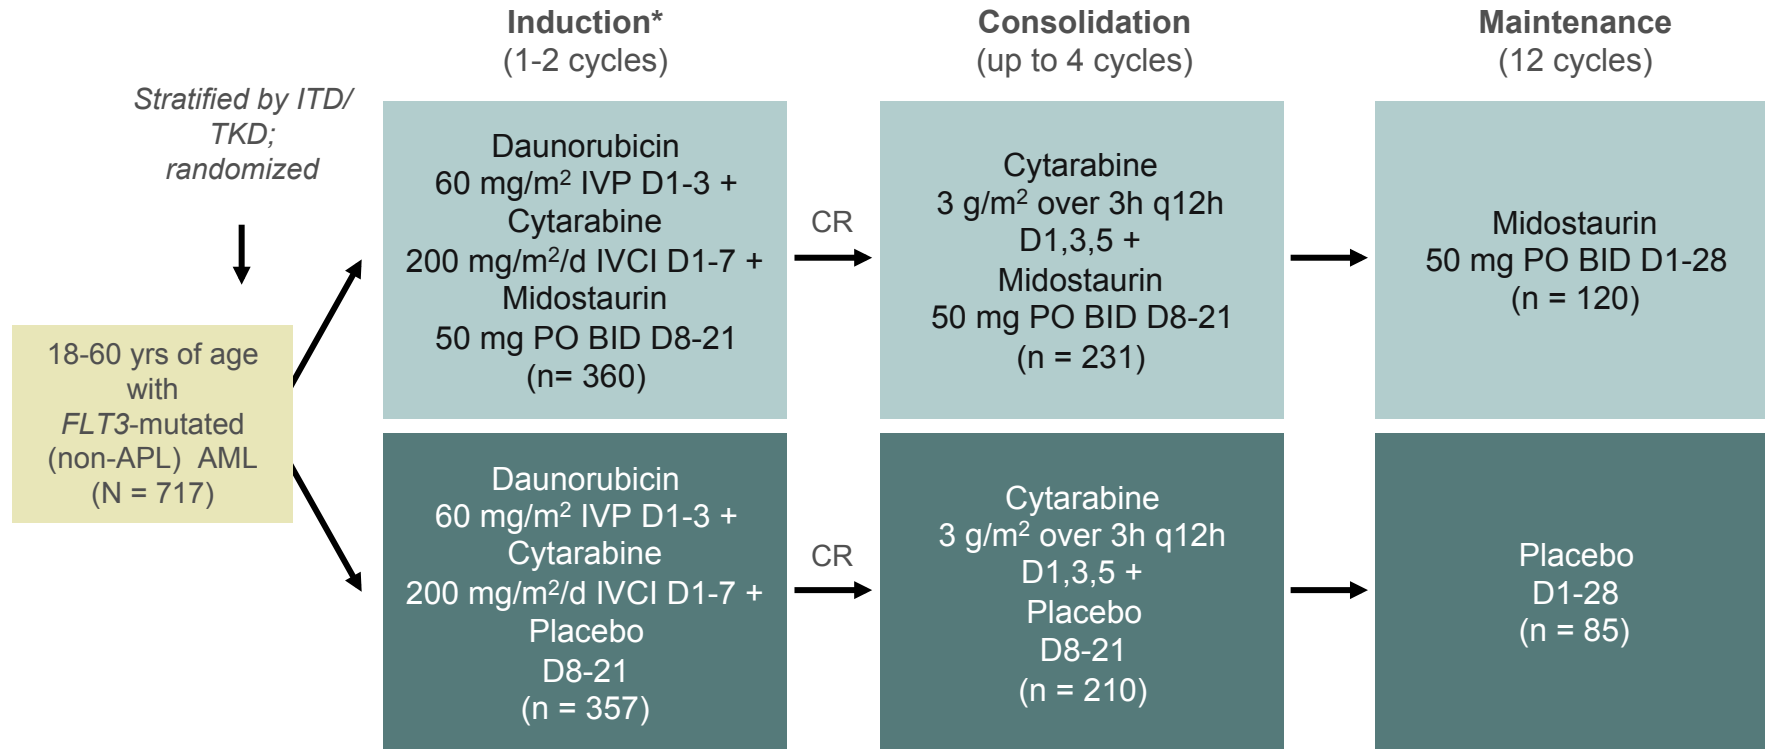 Induction*
(1-2 cycles)
Consolidation
(up to 4 cycles)
Maintenance
(12 cycles)
Stratified by ITD/
TKD;
randomized
18-60 yrs of age
with
FLT3-mutated
(non-APL) AML
(N = 717)
Daunorubicin
60 mg/m² IVP D1-3 +
Cytarabine
200 mg/m²/d IVCI D1-7 +
Midostaurin
50 mg PO BID D8-21
(n= 360)
CR
Cytarabine
3 g/m² over 3h q12h
D1,3,5 +
Midostaurin
50 mg PO BID D8-21
(n = 231)
Midostaurin
50 mg PO BID D1-28
(n = 120)
Daunorubicin
60 mg/m² IVP D1-3 +
Cytarabine
200 mg/m²/d IVCI D1-7 +
Placebo
D8-21
(n = 357)
CR
Cytarabine
3 g/m² over 3h q12h
D1,3,5 +
Placebo
D8-21
(n = 210)
Placebo
D1-28
(n = 85)